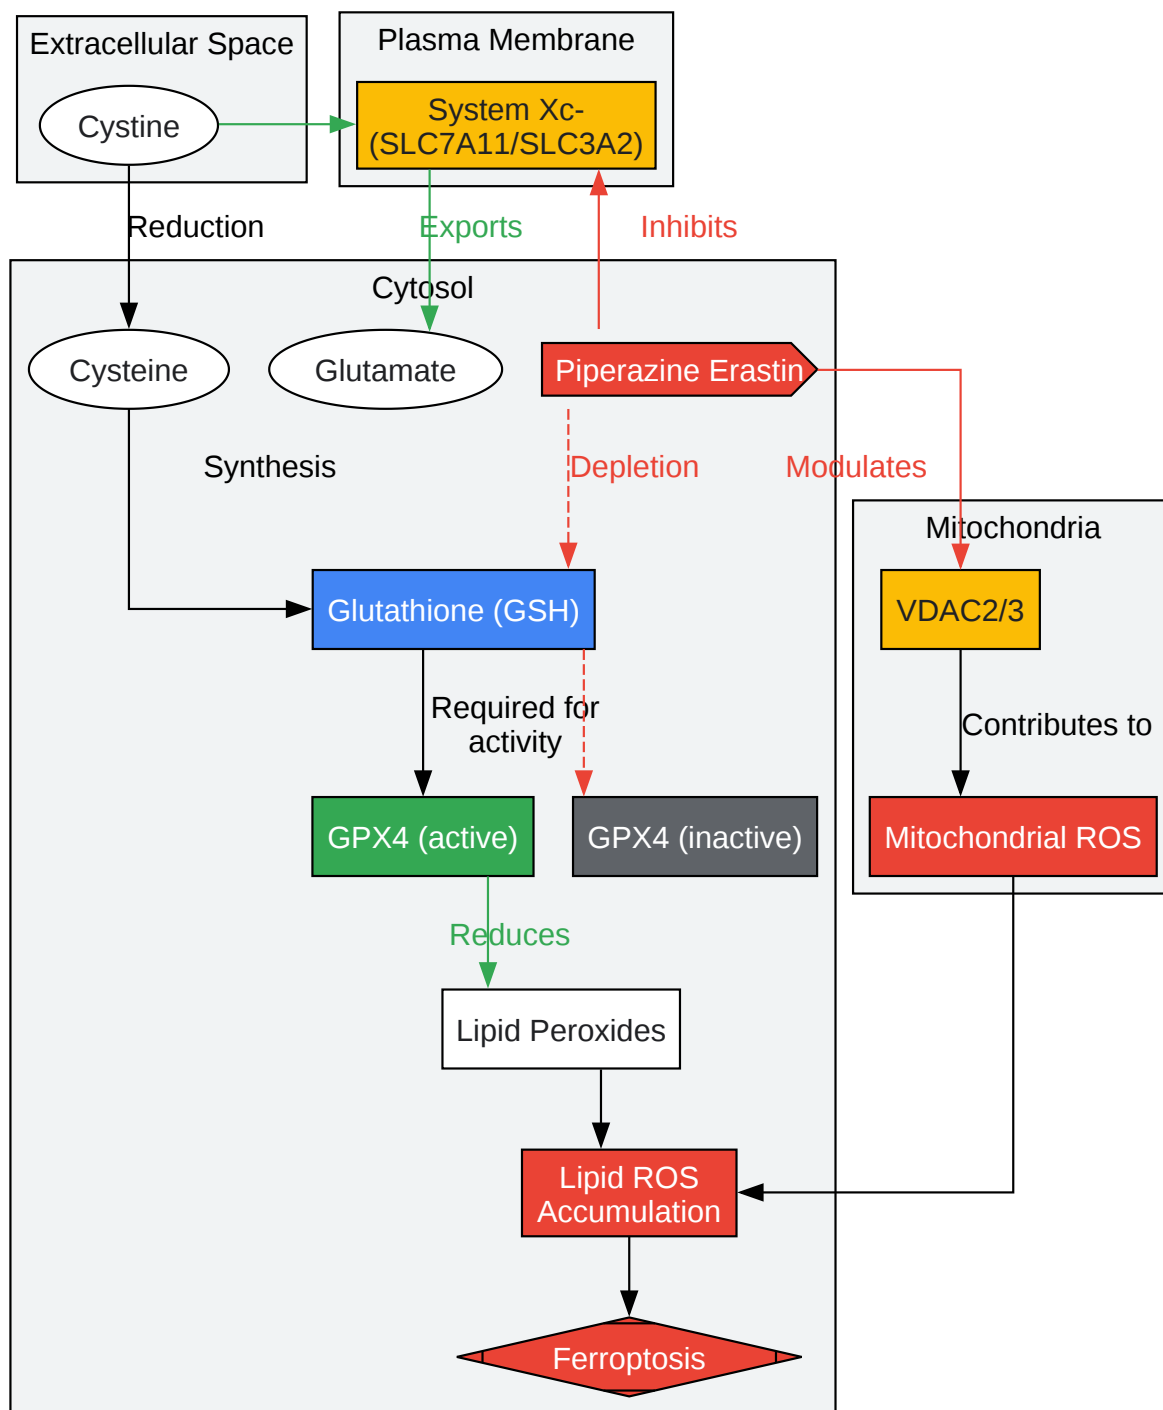 Extracellular Space
Plasma Membrane
Cystine
System Xc-
(SLC7A11/SLC3A2)
Reduction
Exports
Inhibits
Cytosol
Cysteine
Glutamate
Piperazine Erastin
Synthesis
Depletion
Modulates
Mitochondria
Glutathione (GSH)
VDAC2/3
Required for
activity
Contributes to
GPX4 (active)
GPX4 (inactive)
Mitochondrial ROS
Reduces
Lipid Peroxides
Lipid ROS
Accumulation
Ferroptosis